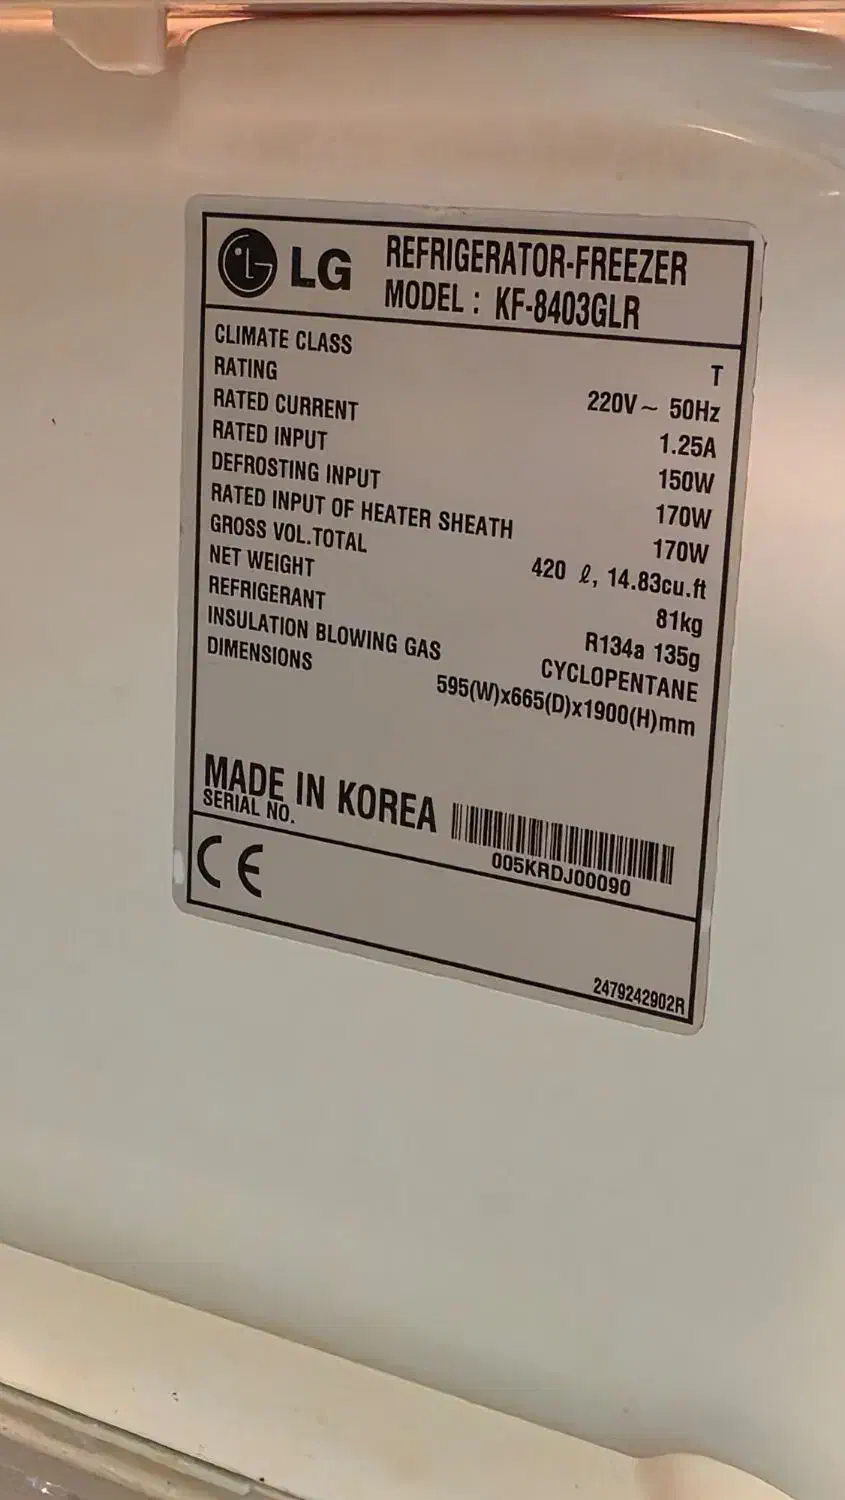 LG REFRIGERATOR-FREEZER
MODEL : KF-8403GLR
CLIMATE CLASS T
RATING 220V~ 50Hz
RATED CURRENT 1.25A
RATED INPUT 150W
DEFROSTING INPUT 170W
RATED INPUT OF HEATER SHEATH 170W
GROSS VOL.TOTAL 420 ℓ, 14.83cu.ft
NET WEIGHT 81kg
REFRIGERANT R134a 135g
INSULATION BLOWING GAS CYCLOPENTANE
DIMENSIONS 595(W)x665(D)x1900(H)mm
MADE IN KOREA
SERIAL NO. 005KRDJ00090
CE
2479242902R